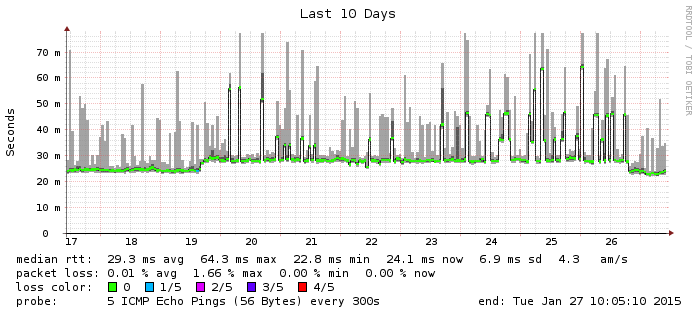 Last 10 Days
RRDTOOL / TOBI OETIKER
Seconds
70 m
60 m
50 m
40 m
30 m
20 m
10 m
0
17 18 19 20 21 22 23 24 25 26
median rtt: 29.3 ms avg 64.3 ms max 22.8 ms min 24.1 ms now 6.9 ms sd 4.3 am/s
packet loss: 0.01 % avg 1.66 % max 0.00 % min 0.00 % now
loss color: 0 1/5 2/5 3/5 4/5
probe: 5 ICMP Echo Pings (56 Bytes) every 300s end: Tue Jan 27 10:05:10 2015